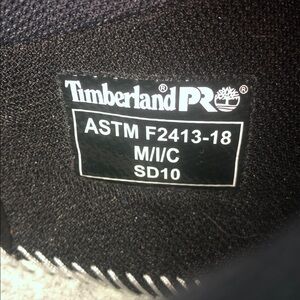 Timberland® PRO®
ASTM F2413-18
M/I/C
SD10